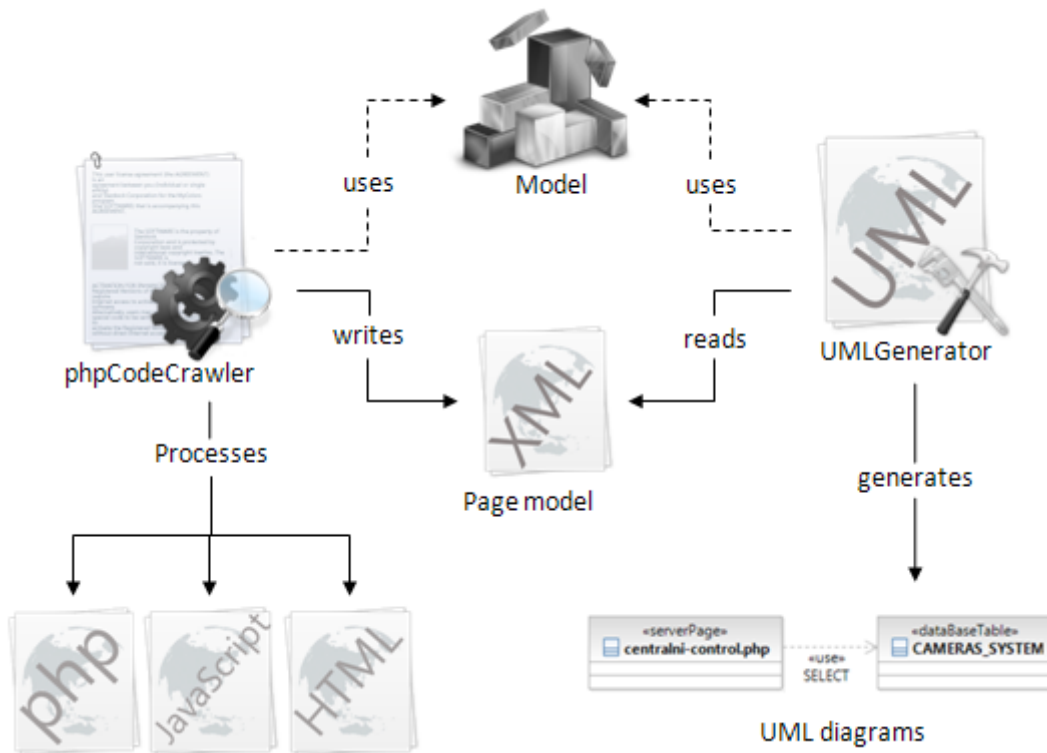 Model
uses
uses
UML
phpCodeCrawler
writes
reads
UMLGenerator
XML
Page model
Processes
generates
php
JavaScript
HTML
«serverPage»
centralni-control.php
«use»
SELECT
«dataBaseTable»
CAMERAS_SYSTEM
UML diagrams